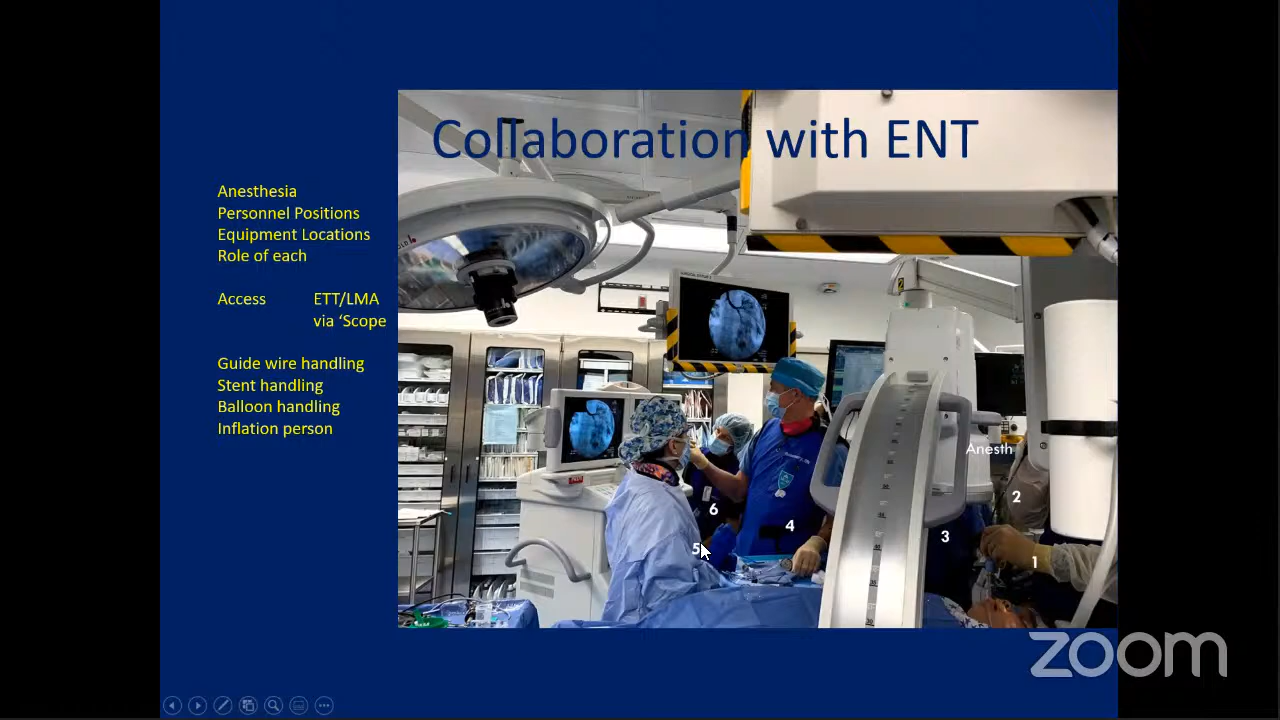 Collaboration with ENT
Anesthesia
Personnel Positions
Equipment Locations
Role of each
Access ETT/LMA
via ‘Scope
Guide wire handling
Stent handling
Balloon handling
Inflation person
Anesth
2
6
4
3
5
1
zoom